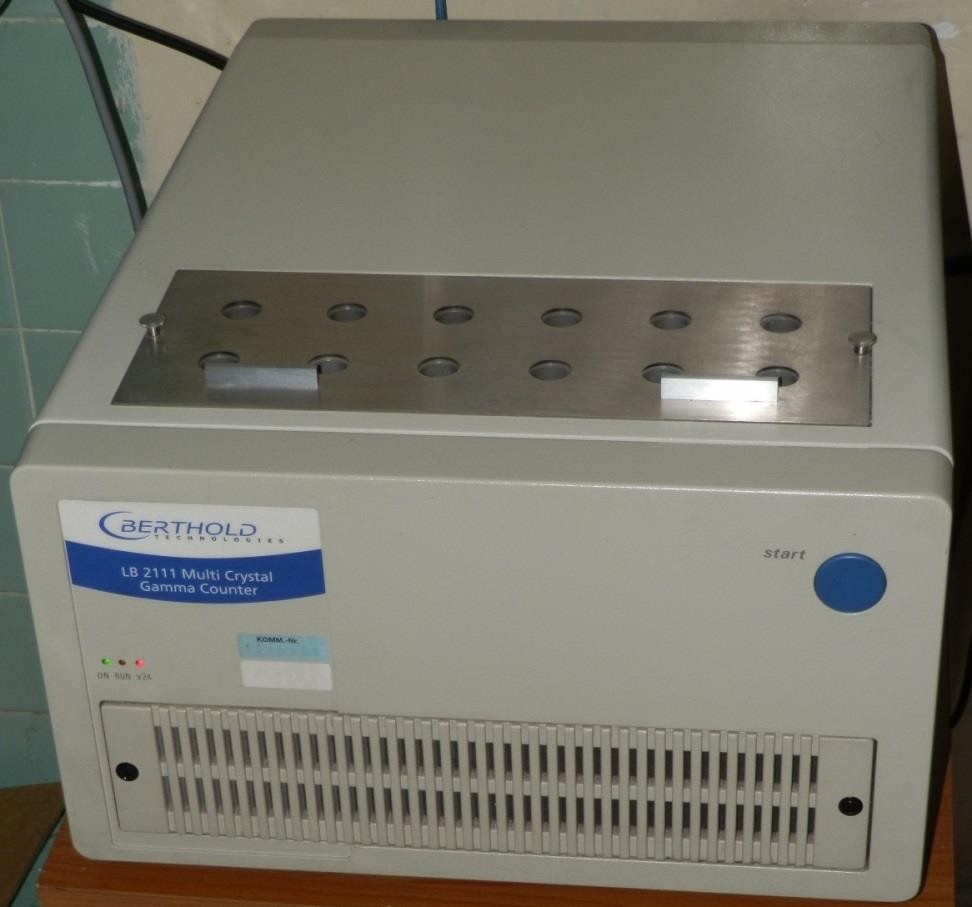 BERTHOLD
TECHNOLOGIES
LB 2111 Multi Crystal
Gamma Counter
start
KOMM.-Nr.
ON RUN V24